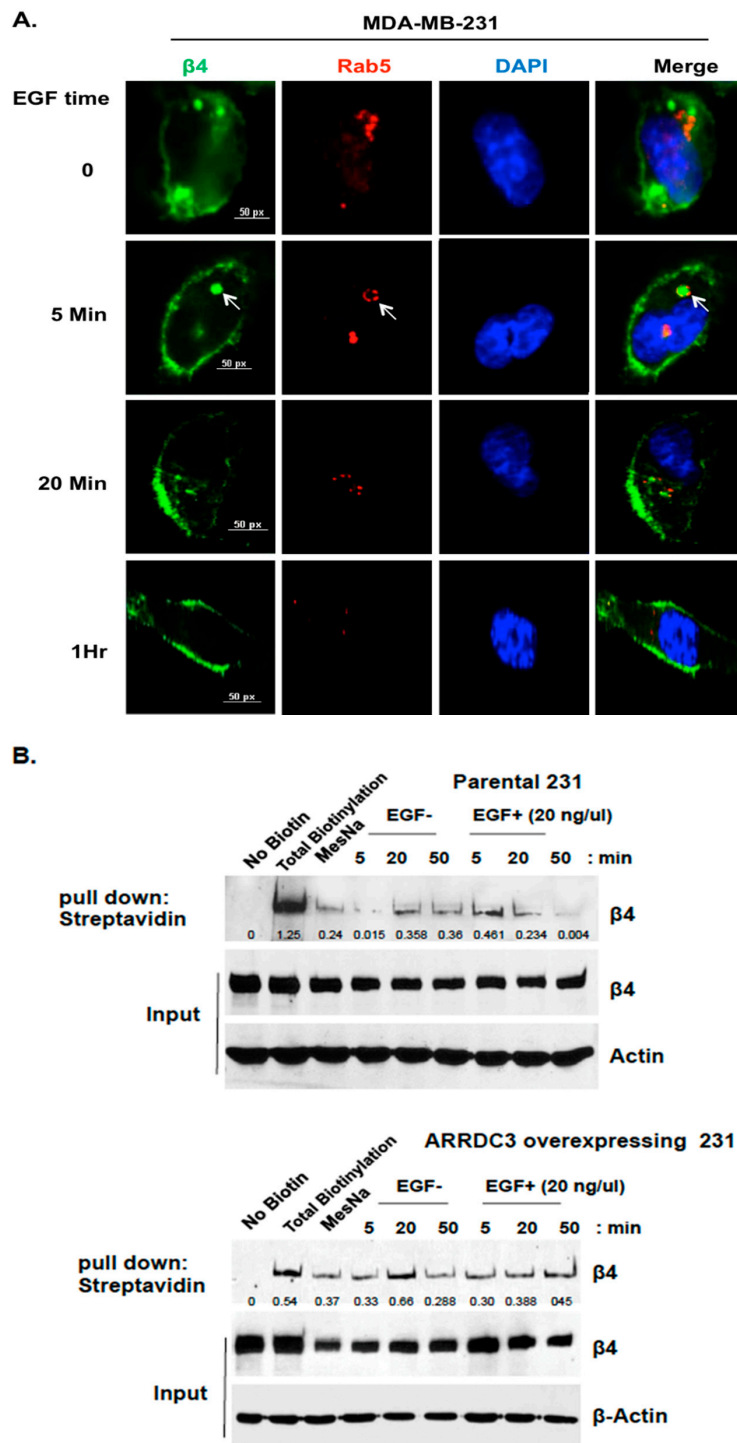 A.
MDA-MB-231
β4 Rab5 DAPI Merge
EGF time
0
50 px
5 Min
50 px
20 Min
50 px
1Hr
50 px
B.
Parental 231
No Biotin Total Biotinylation MesNa EGF- EGF+ (20 ng/ul)
5 20 50 5 20 50 : min
pull down:
Streptavidin β4
0 1.25 0.24 0.015 0.358 0.36 0.461 0.234 0.004
β4
Input
Actin
ARRDC3 overexpressing 231
No Biotin Total Biotinylation MesNa EGF- EGF+ (20 ng/ul)
5 20 50 5 20 50 : min
pull down:
Streptavidin β4
0 0.54 0.37 0.33 0.66 0.288 0.30 0.388 045
β4
Input
β-Actin